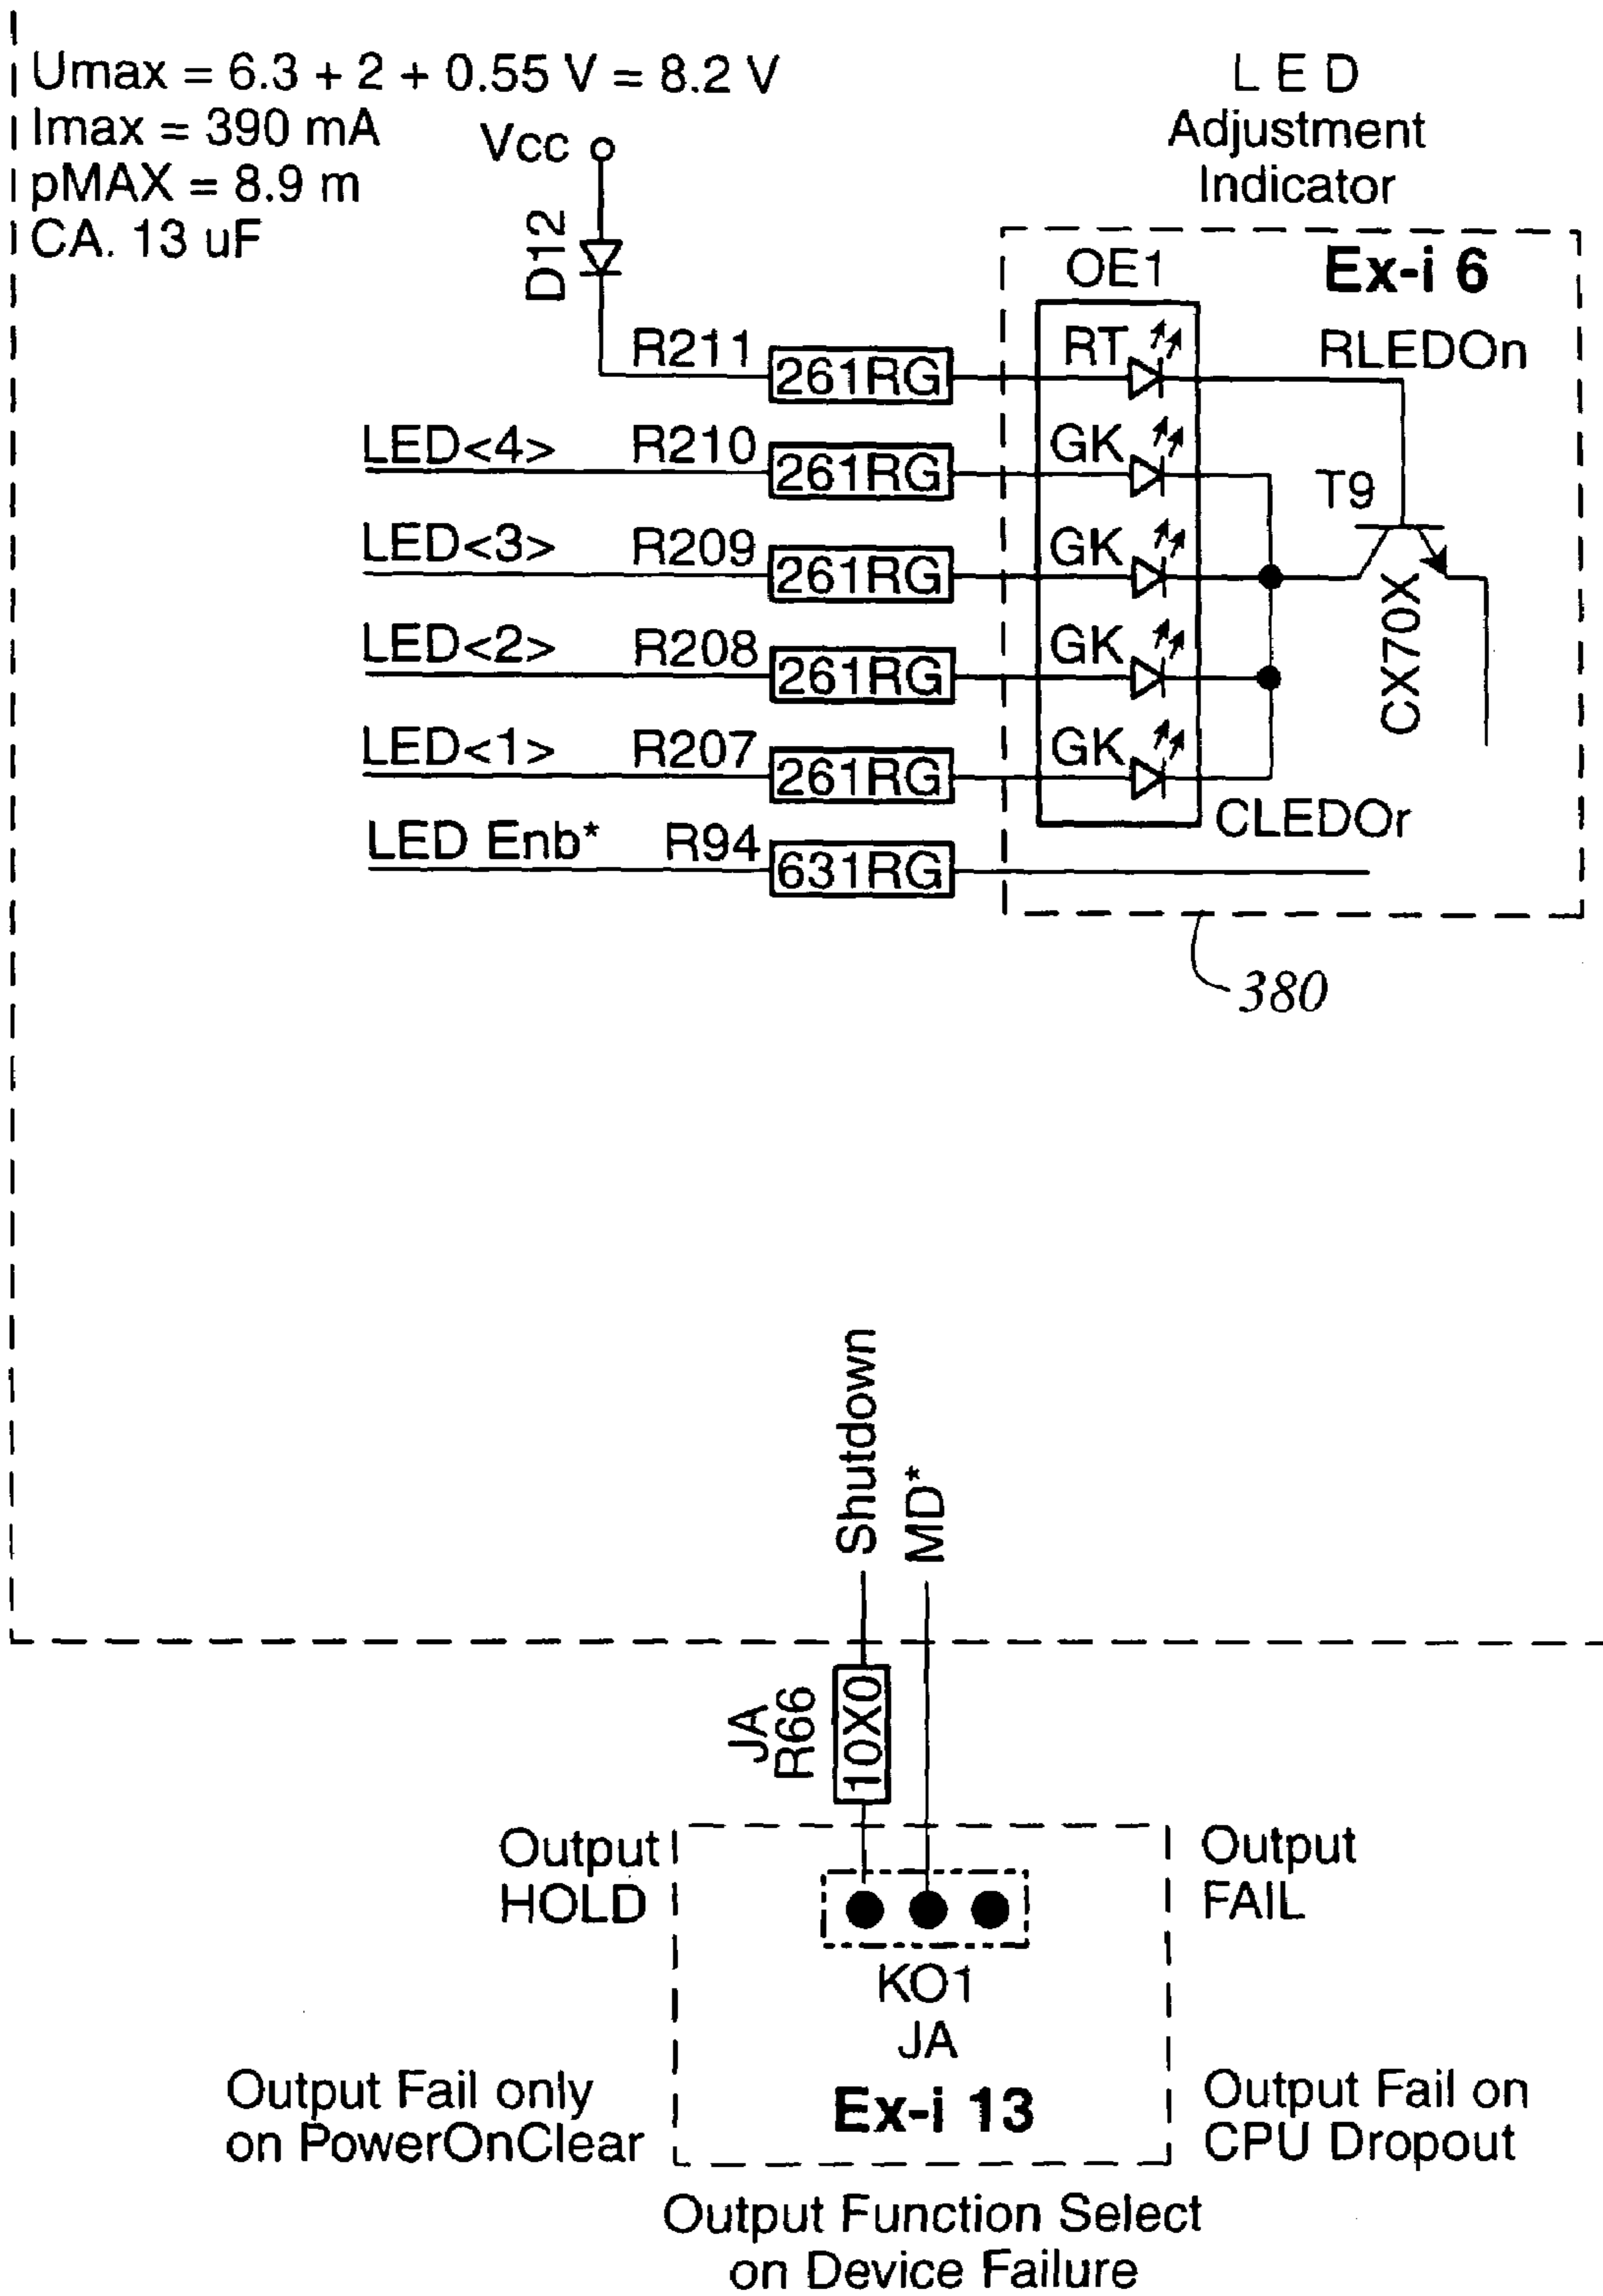 Umax = 6.3 + 2 + 0.55 V = 8.2 V
Imax = 390 mA
pMAX = 8.9 m
CA. 13 uF
Vcc
D12
LED
Adjustment
Indicator
OE1
Ex-i 6
R211
261RG
RT
RLEDOn
LED<4>
R210
261RG
GK
T9
LED<3>
R209
261RG
GK
CX70X
LED<2>
R208
261RG
GK
LED<1>
R207
261RG
GK
CLEDOr
LED Enb*
R94
631RG
380
Shutdown
MD*
JA
R66
10X0
Output
HOLD
Output
FAIL
KO1
JA
Ex-i 13
Output Fail only
on PowerOnClear
Output Fail on
CPU Dropout
Output Function Select
on Device Failure